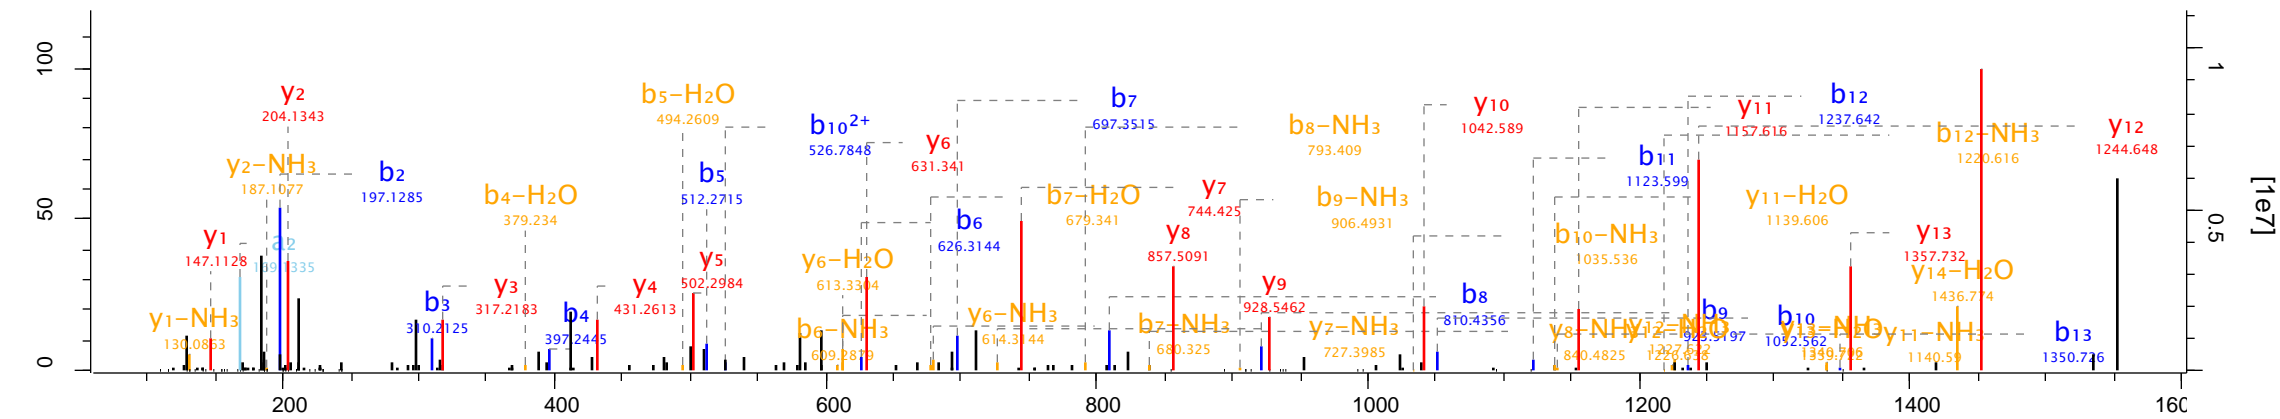 y2
204.1343
b5–H2O
494.2609
b7
697.3515
b12
1237.642
y10
1042.589
y11
1157.616
b10 2+
526.7848
b8–NH3
793.409
y12
1244.648
b12–NH3
1220.616
y6
631.341
y2–NH3
187.1077
b2
197.1285
b5
512.2715
b11
1123.599
b4–H2O
379.234
b7–H2O
679.341
y7
744.425
b9–NH3
906.4931
y11–H2O
1139.606
b6
626.3144
y1
147.1128
a2
y8
857.5091
b10–NH3
1035.536
y13
1357.732
y5
502.2984
y6–H2O
613.3304
y14–H2O
1436.774
y3
317.2183
y4
431.2613
y9
928.5462
b8
810.4356
b3
310.2125
b4
397.2445
y1–NH3
130.0863
y6–NH3
614.3144
b6–NH3
b7–NH3
680.325
y7–NH3
727.3985
840.4825
b9
b10
1052.562
y11–NH3
1140.59
b13
1350.726
0
50
100
0.5
1
[1e7]
200
400
600
800
1000
1200
1400